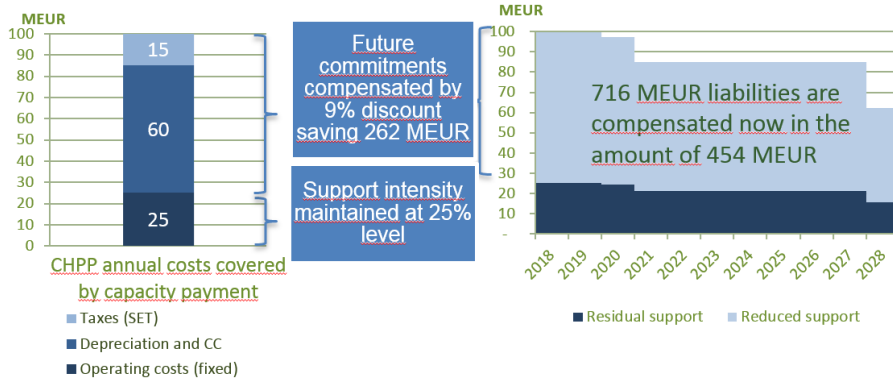 MEUR
100
90
80
70
60
50
40
30
20
10
0
15
60
25
CHPP annual costs covered
by capacity payment
Taxes (SET)
Depreciation and CC
Operating costs (fixed)
Future
commitments
compensated by
9% discount
saving 262 MEUR
Support intensity
maintained at 25%
level
MEUR
100
90
80
70
60
50
40
30
20
10
-
716 MEUR liabilities are
compensated now in the
amount of 454 MEUR
2018
2019
2020
2021
2022
2023
2024
2025
2026
2027
2028
Residual support
Reduced support